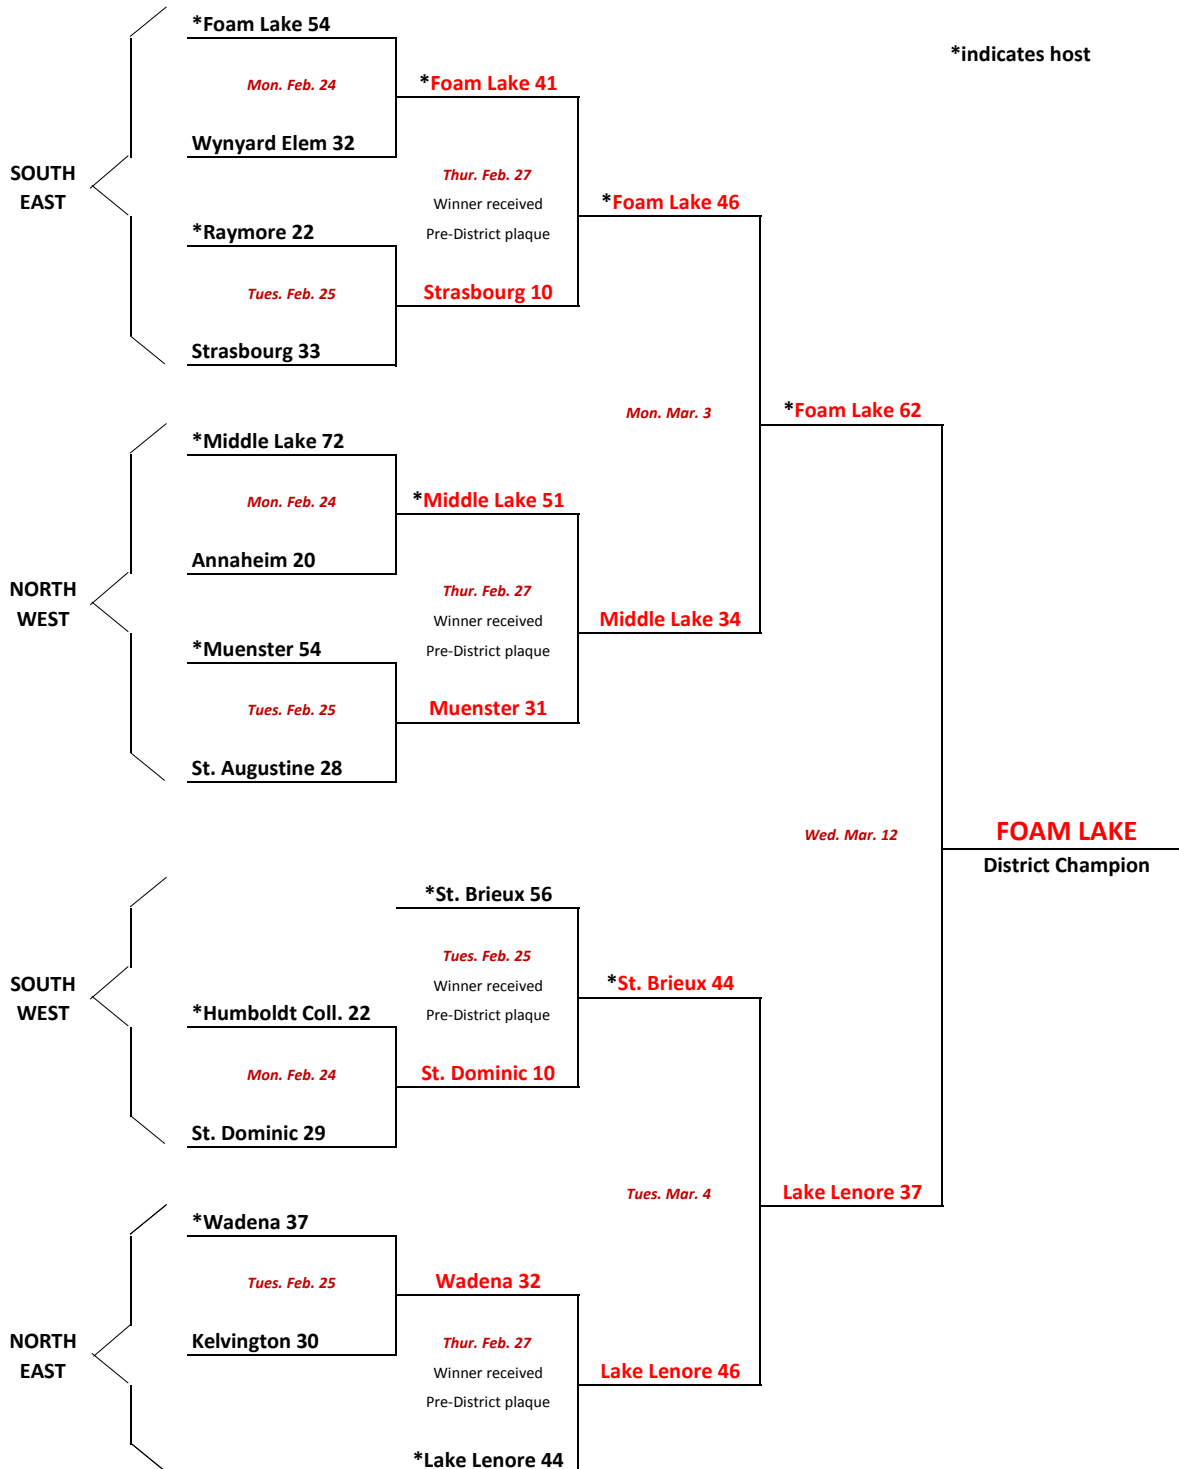 *Foam Lake 54
*indicates host
Mon. Feb. 24
*Foam Lake 41
Wynyard Elem 32
SOUTH
EAST
Thur. Feb. 27
Winner received
Pre-District plaque
*Foam Lake 46
*Raymore 22
Tues. Feb. 25
Strasbourg 10
Strasbourg 33
Mon. Mar. 3
*Foam Lake 62
*Middle Lake 72
Mon. Feb. 24
*Middle Lake 51
Annaheim 20
NORTH
WEST
Thur. Feb. 27
Winner received
Pre-District plaque
Middle Lake 34
*Muenster 54
Tues. Feb. 25
Muenster 31
St. Augustine 28
Wed. Mar. 12
FOAM LAKE
District Champion
*St. Brieux 56
Tues. Feb. 25
Winner received
Pre-District plaque
*St. Brieux 44
SOUTH
WEST
*Humboldt Coll. 22
Mon. Feb. 24
St. Dominic 10
St. Dominic 29
Tues. Mar. 4
Lake Lenore 37
*Wadena 37
Tues. Feb. 25
Wadena 32
Kelvington 30
NORTH
EAST
Thur. Feb. 27
Winner received
Pre-District plaque
Lake Lenore 46
*Lake Lenore 44